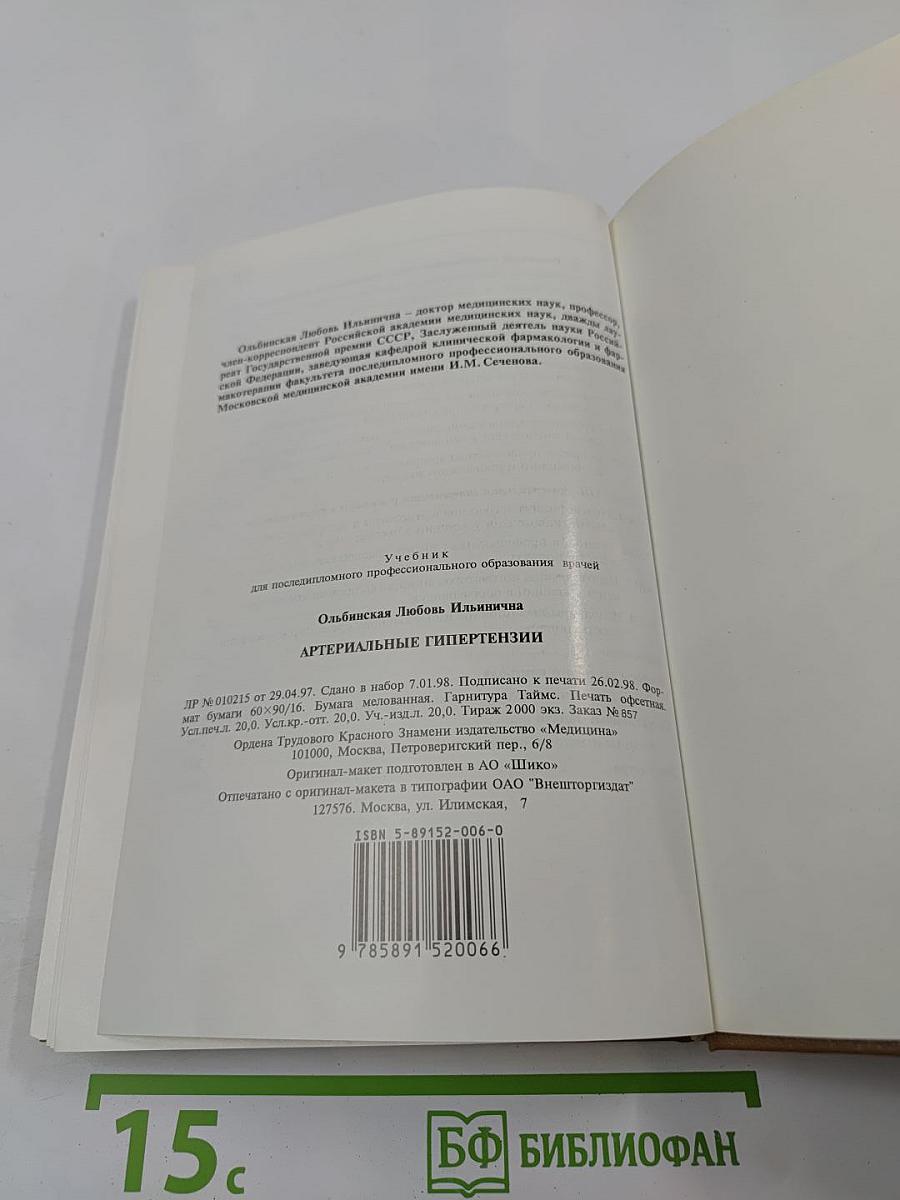 Ольбинская Любовь Ильинична – доктор медицинских наук, профессор,
член-корреспондент Российской академии медицинских наук, дважды лау-
реат Государственной премии СССР, Заслуженный деятель науки Россий-
ской Федерации, заведующая кафедрой клинической фармакологии и фар-
макотерапии факультета последипломного профессионального образования
Московской медицинской академии имени И.М. Сеченова.
Учебник
для последипломного профессионального образования врачей
Ольбинская Любовь Ильинична
АРТЕРИАЛЬНЫЕ ГИПЕРТЕНЗИИ
ЛР № 010215 от 29.04.97. Сдано в набор 7.01.98. Подписано к печати 26.02.98. Фор-
мат бумаги 60×90/16. Бумага мелованная. Гарнитура Таймс. Печать офсетная.
Усл.печ.л. 20,0. Усл.кр.-отт. 20,0. Уч.-изд.л. 20,0. Тираж 2000 экз. Заказ № 857
Ордена Трудового Красного Знамени издательство «Медицина»
101000, Москва, Петроверигский пер., 6/8
Оригинал-макет подготовлен в АО «Шико»
Отпечатано с оригинал-макета в типографии ОАО "Внешторгиздат"
127576. Москва, ул. Илимская, 7
ISBN 5-89152-006-0
9 785891 520066
15 с
БФ БИБЛИОФАН